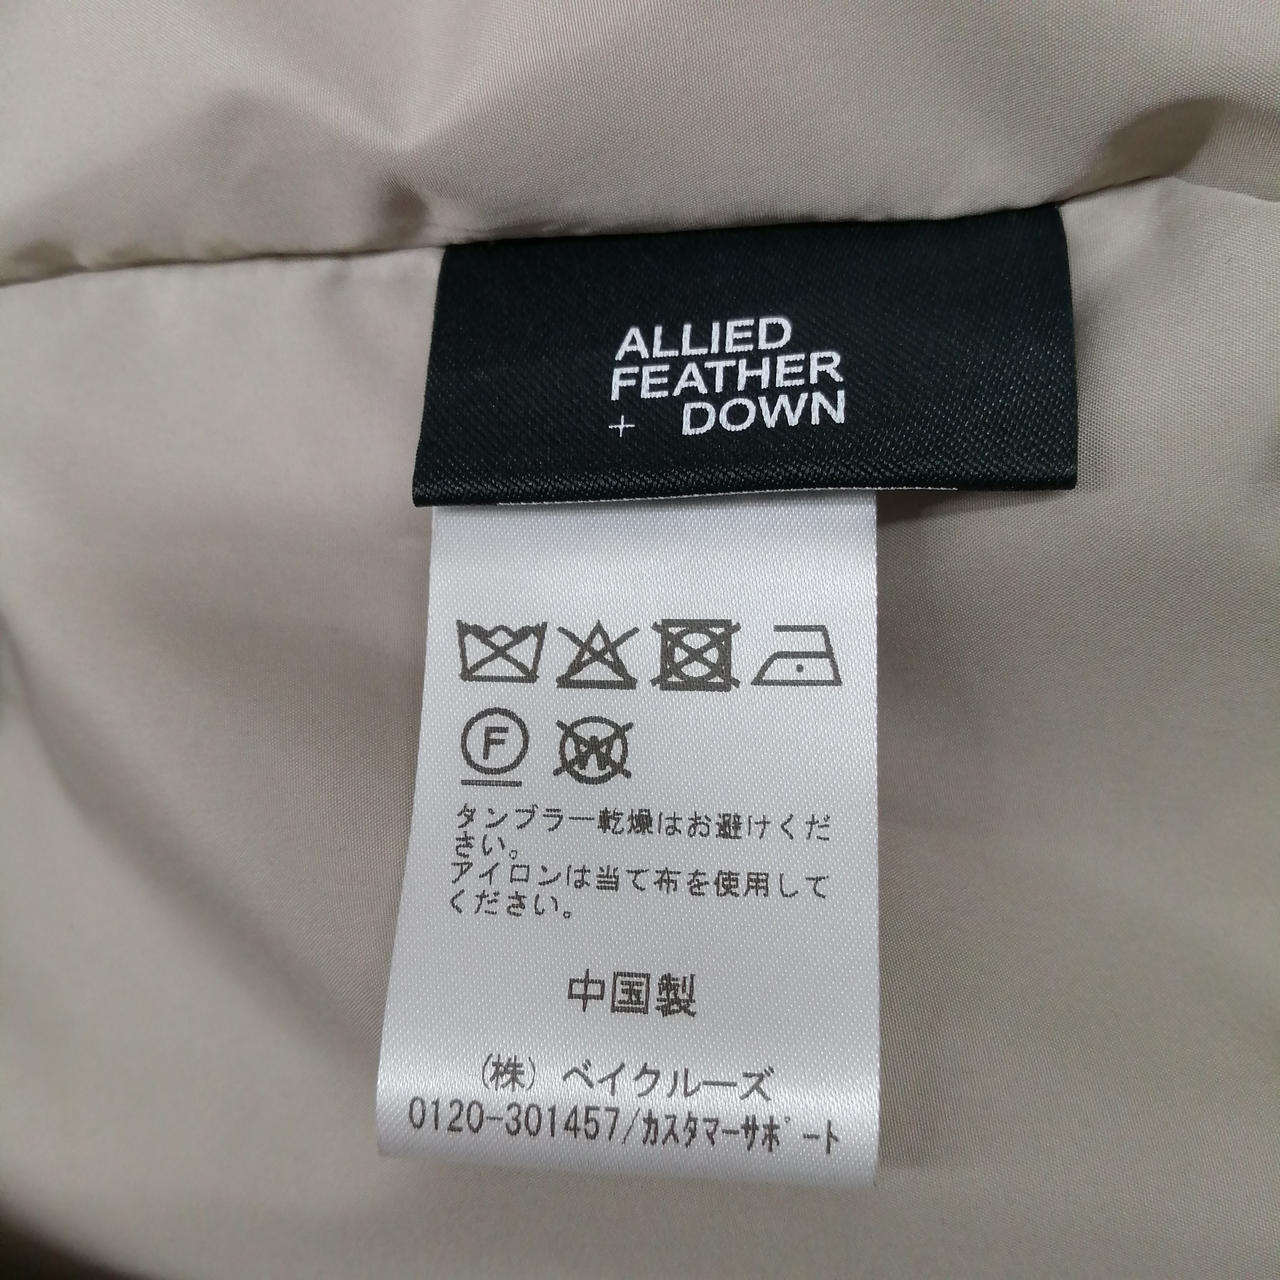 ALLIED
FEATHER
+ DOWN
F
W
タンブラー乾燥はお避けくだ
さい。
アイロンは当て布を使用して
ください。
中国製
(株) ベイクルーズ
0120-301457/ｶｽﾀﾏｰｻﾎﾟｰﾄ